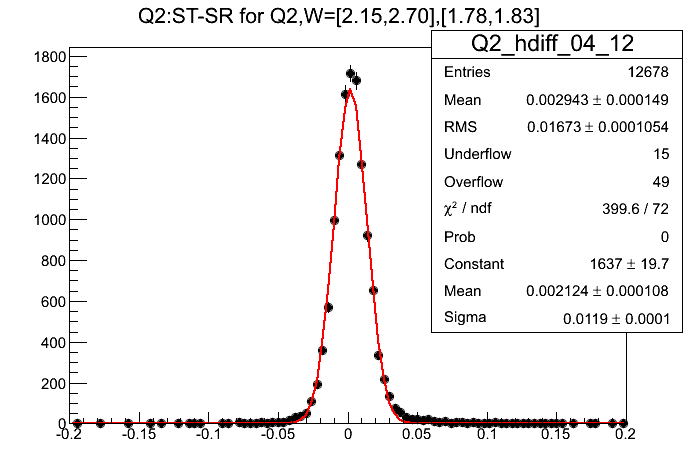 Q2:ST-SR for Q2,W=[2.15,2.70],[1.78,1.83]
Q2_hdiff_04_12
Entries 12678
Mean 0.002943 ± 0.000149
RMS 0.01673 ± 0.0001054
Underflow 15
Overflow 49
χ² / ndf 399.6 / 72
Prob 0
Constant 1637 ± 19.7
Mean 0.002124 ± 0.000108
Sigma 0.0119 ± 0.0001
1800
1600
1400
1200
1000
800
600
400
200
0
-0.2 -0.15 -0.1 -0.05 0 0.05 0.1 0.15 0.2